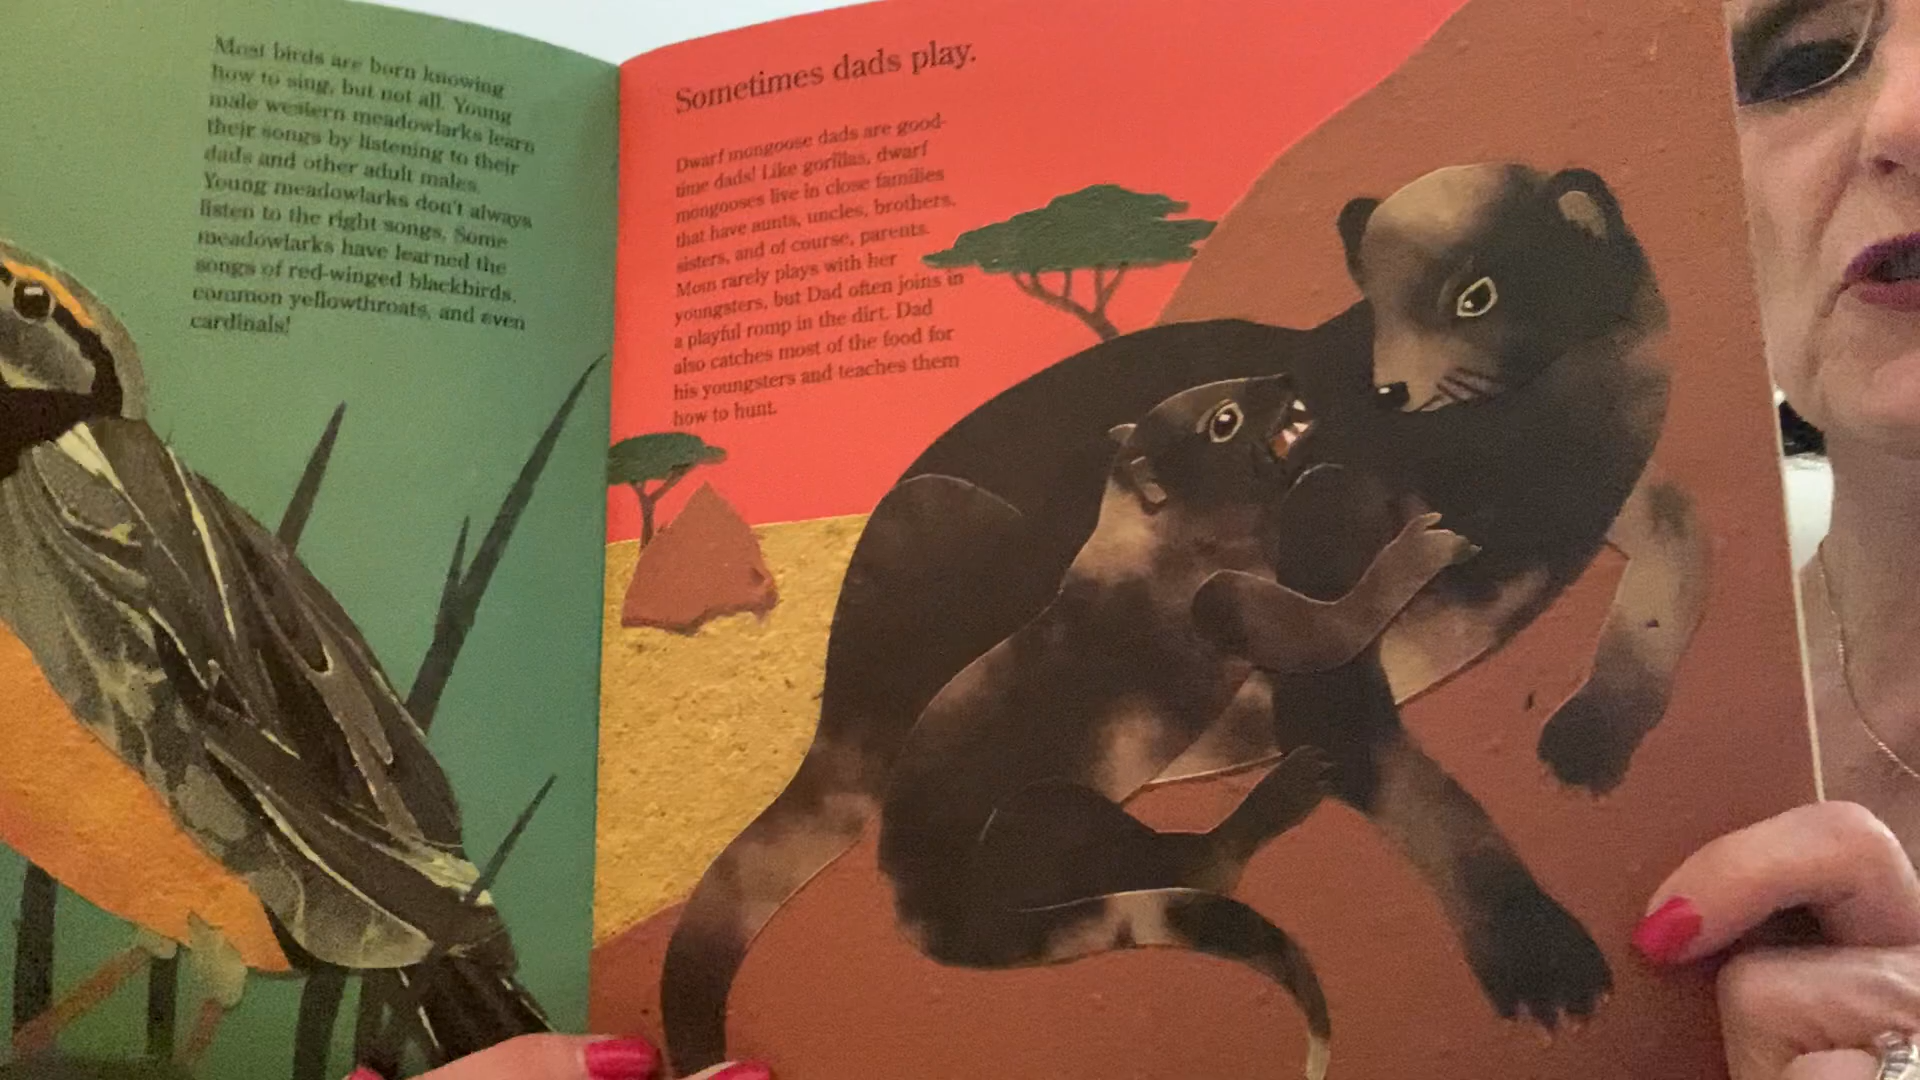 Most birds are born knowing
how to sing, but not all. Young
male western meadowlarks learn
their songs by listening to their
dads and other adult males.
Young meadowlarks don't always
listen to the right songs. Some
meadowlarks have learned the
songs of red-winged blackbirds,
common yellowthroats, and even
cardinals!
Sometimes dads play.
Dwarf mongoose dads are good-
time dads! Like gorillas, dwarf
mongooses live in close families
that have aunts, uncles, brothers,
sisters, and of course, parents.
Mom rarely plays with her
youngsters, but Dad often joins in
a playful romp in the dirt. Dad
also catches most of the food for
his youngsters and teaches them
how to hunt.